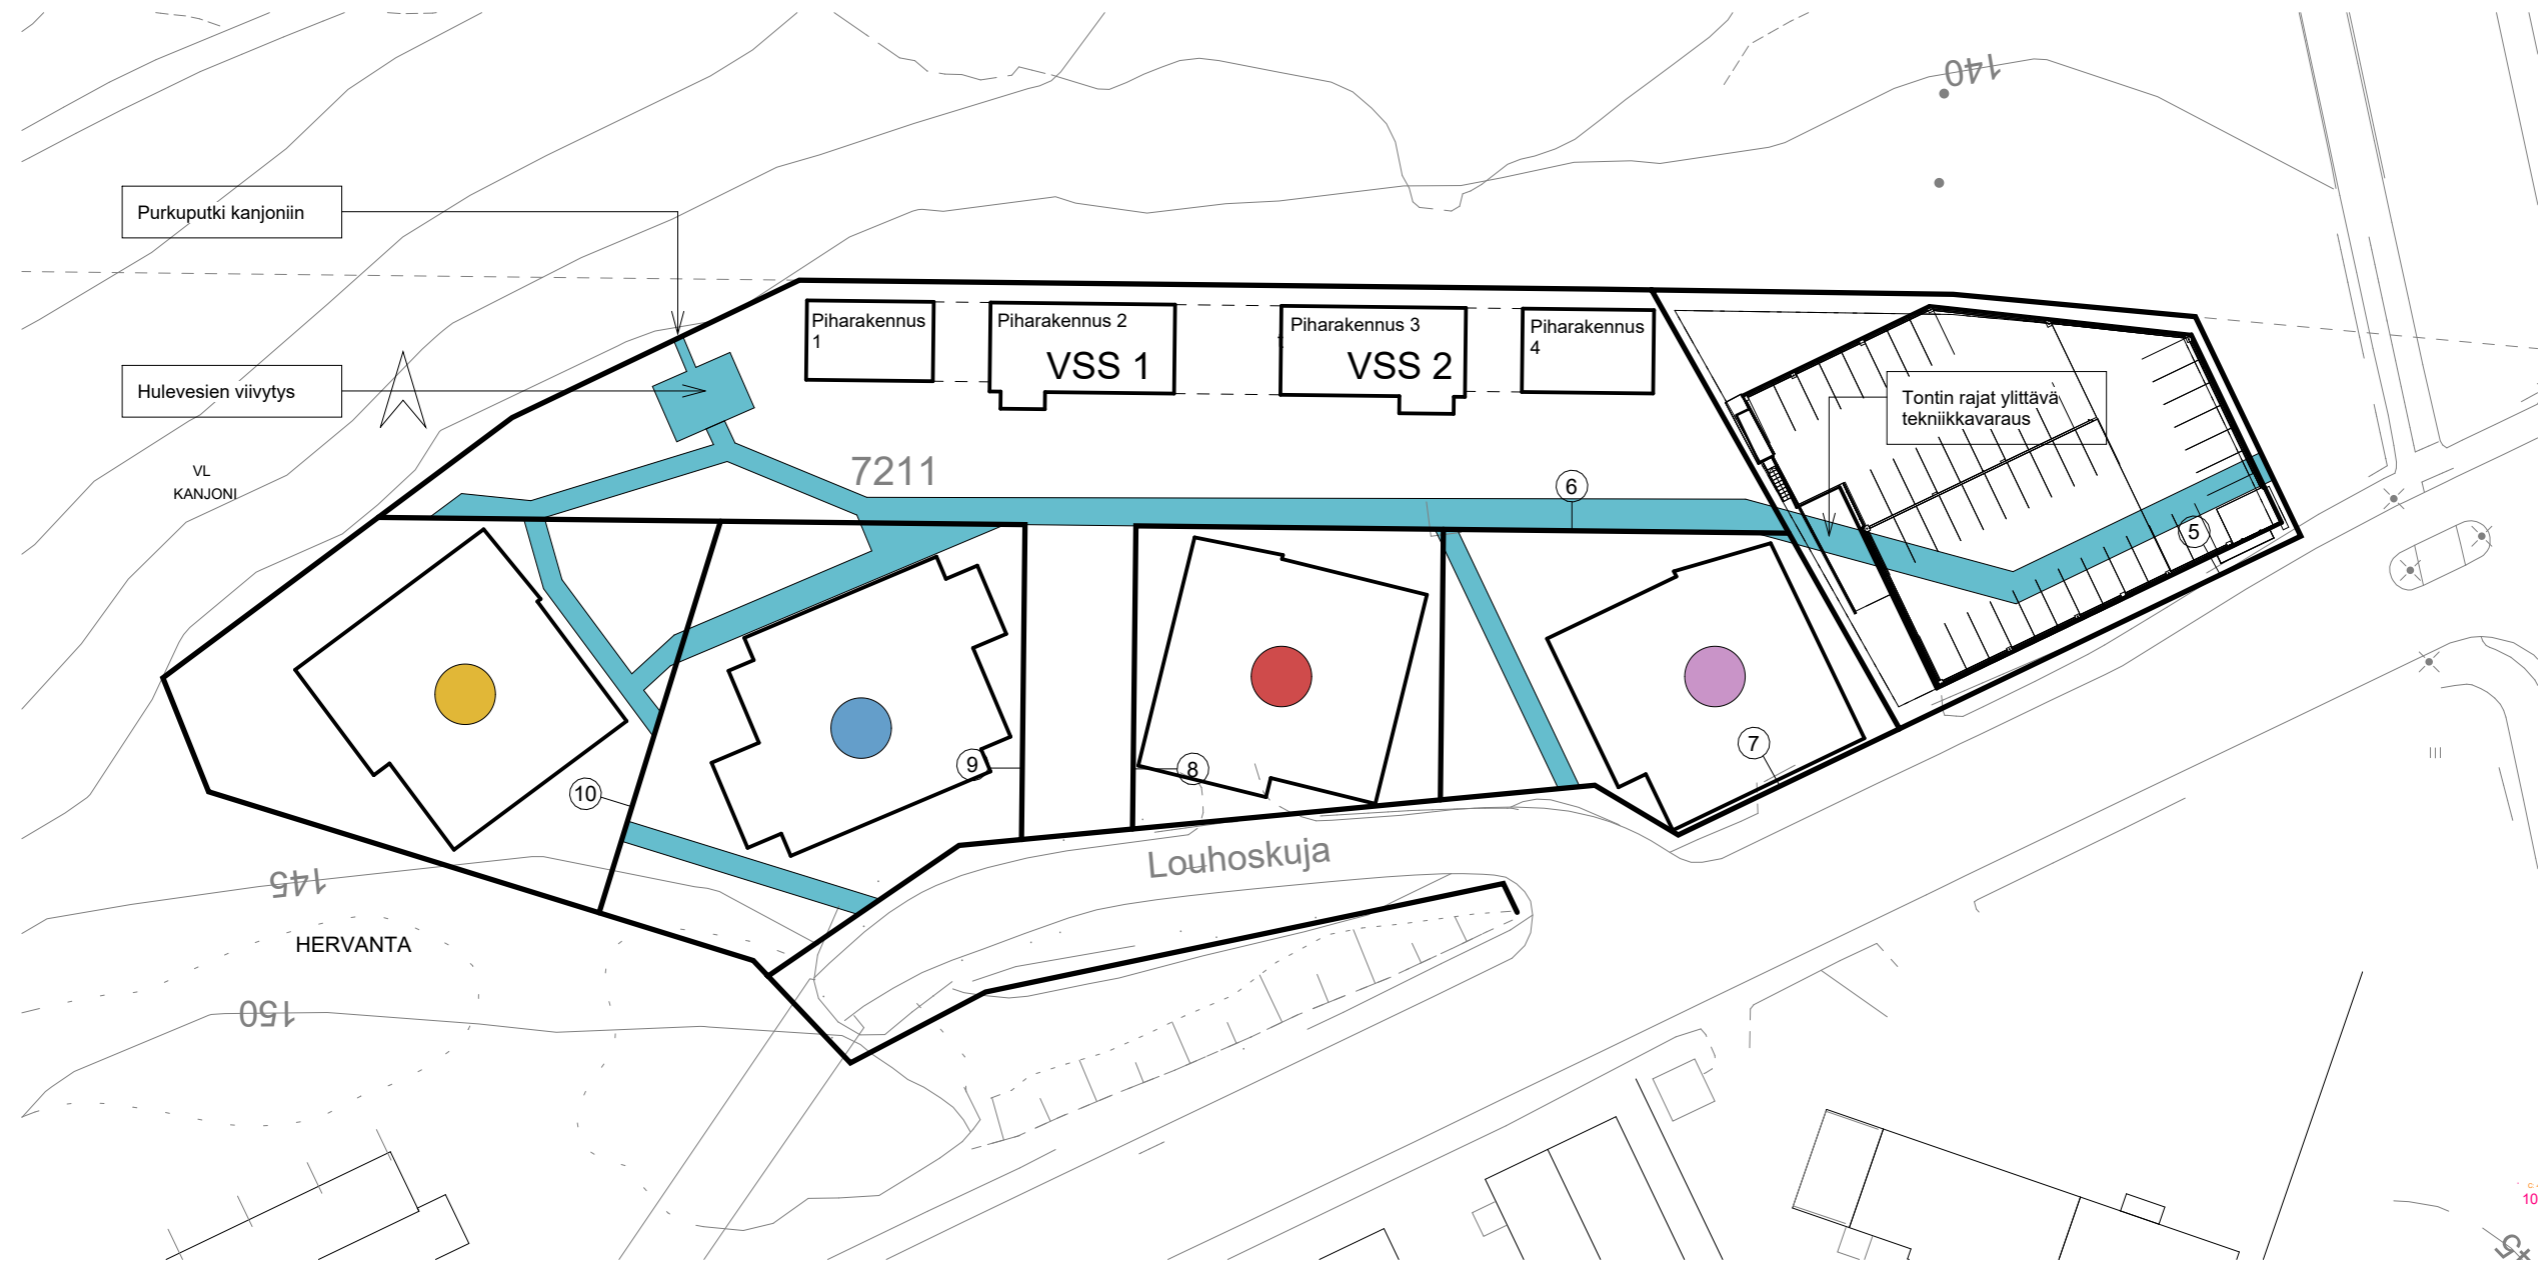 140
Purkuputki kanjoniin
Piharakennus
1
Piharakennus 2
VSS 1
Piharakennus 3
VSS 2
Piharakennus
4
Hulevesien viivytys
Tontin rajat ylittävä
tekniikkavaraus
VL
KANJONI
7211
6
5
7
8
9
10
Louhoskuja
145
HERVANTA
150
10